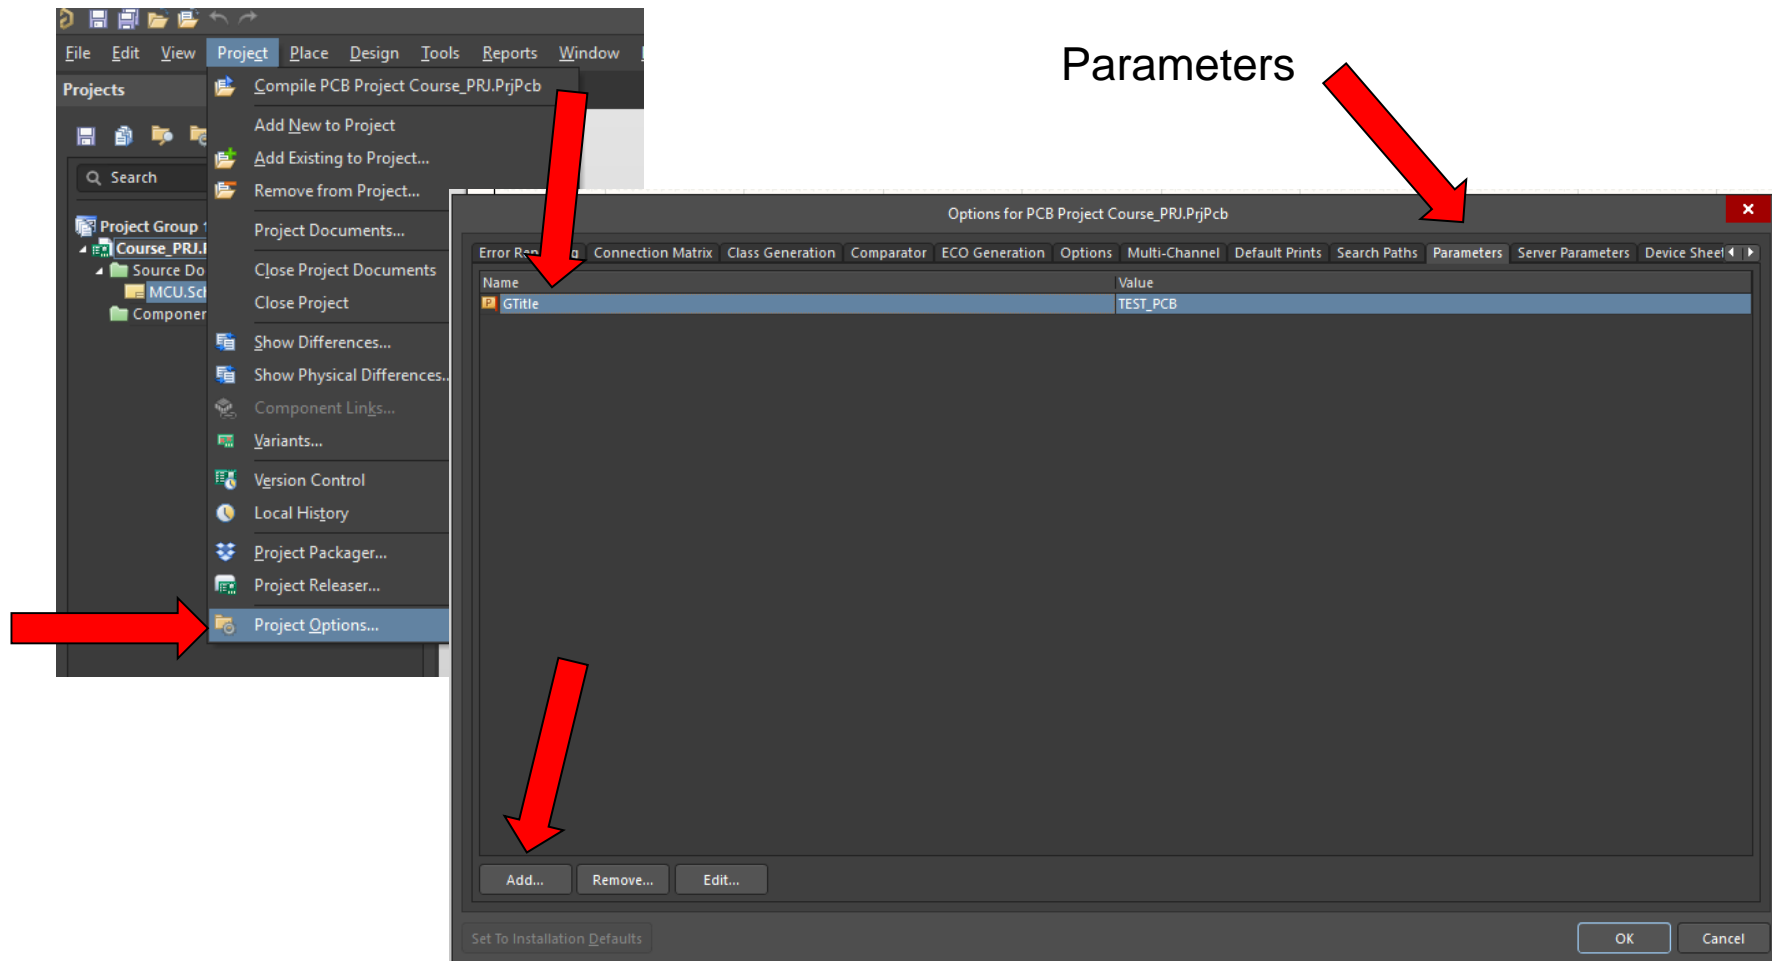 Parameters
File Edit View Project Place Design Tools Reports Window
Projects
Compile PCB Project Course_PRJ.PrjPcb
Add New to Project
Add Existing to Project...
Search
Remove from Project...
Project Group
Project Documents...
Course_PRJ.
Source Do
Close Project Documents
MCU.Sch
Close Project
Componen
Show Differences...
Show Physical Differences..
Component Links...
Variants...
Version Control
Local History
Project Packager...
Project Releaser...
Project Options...
Options for PCB Project Course_PRJ.PrjPcb
Error Rep g Connection Matrix Class Generation Comparator ECO Generation Options Multi-Channel Default Prints Search Paths Parameters Server Parameters Device Sheet
Name Value
GTitle TEST_PCB
Add... Remove... Edit...
Set To Installation Defaults OK Cancel